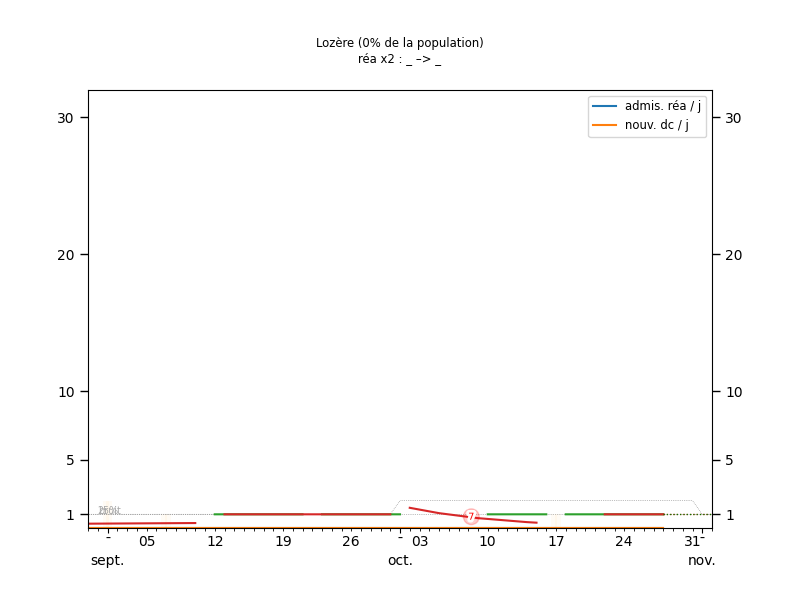 Lozère (0% de la population)
réa x2 : _ –> _
admis. réa / j
nouv. dc / j
30 30
20 20
10 10
5 5
1 1
7
05 12 19 26 03 10 17 24 31
sept. oct. nov.